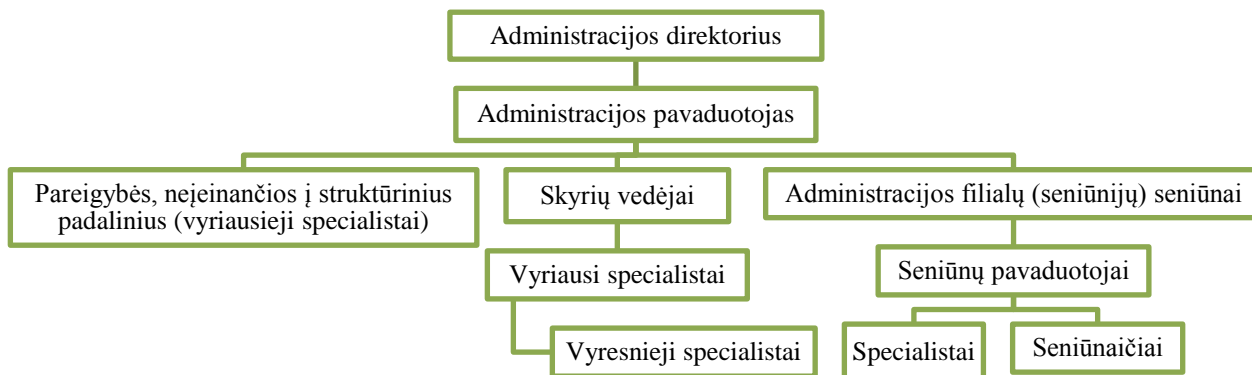 Administracijos direktorius
Administracijos pavaduotojas
Pareigybės, neįeinančios į struktūrinius
padalinius (vyriausieji specialistai)
Skyrių vedėjai
Administracijos filialų (seniūnijų) seniūnai
Vyriausi specialistai
Seniūnų pavaduotojai
Vyresnieji specialistai
Specialistai
Seniūnaičiai